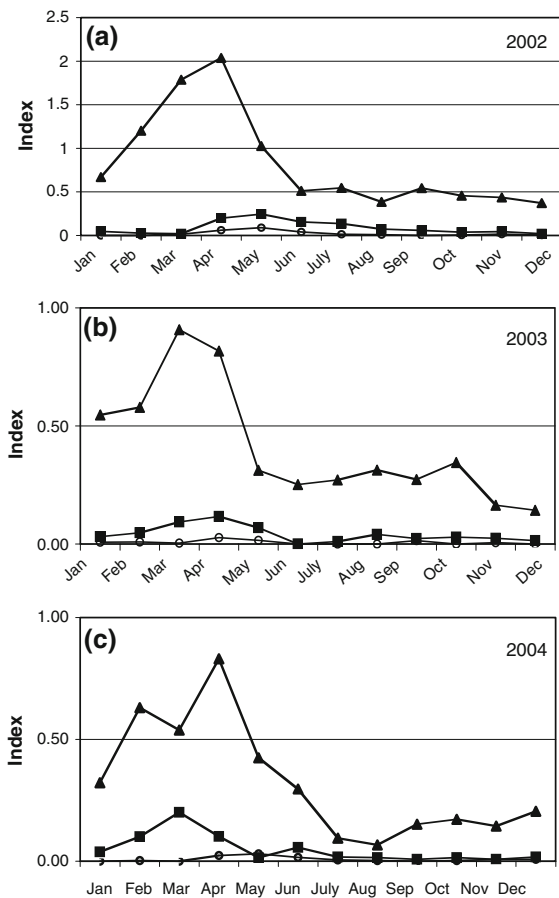 (a)
2002
2.5
2
1.5
1
0.5
0
Index
Jan Feb Mar Apr May Jun July Aug Sep Oct Nov Dec
(b)
2003
1.00
0.50
0.00
Index
Jan Feb Mar Apr May Jun July Aug Sep Oct Nov Dec
(c)
2004
1.00
0.50
0.00
Index
Jan Feb Mar Apr May Jun July Aug Sep Oct Nov Dec